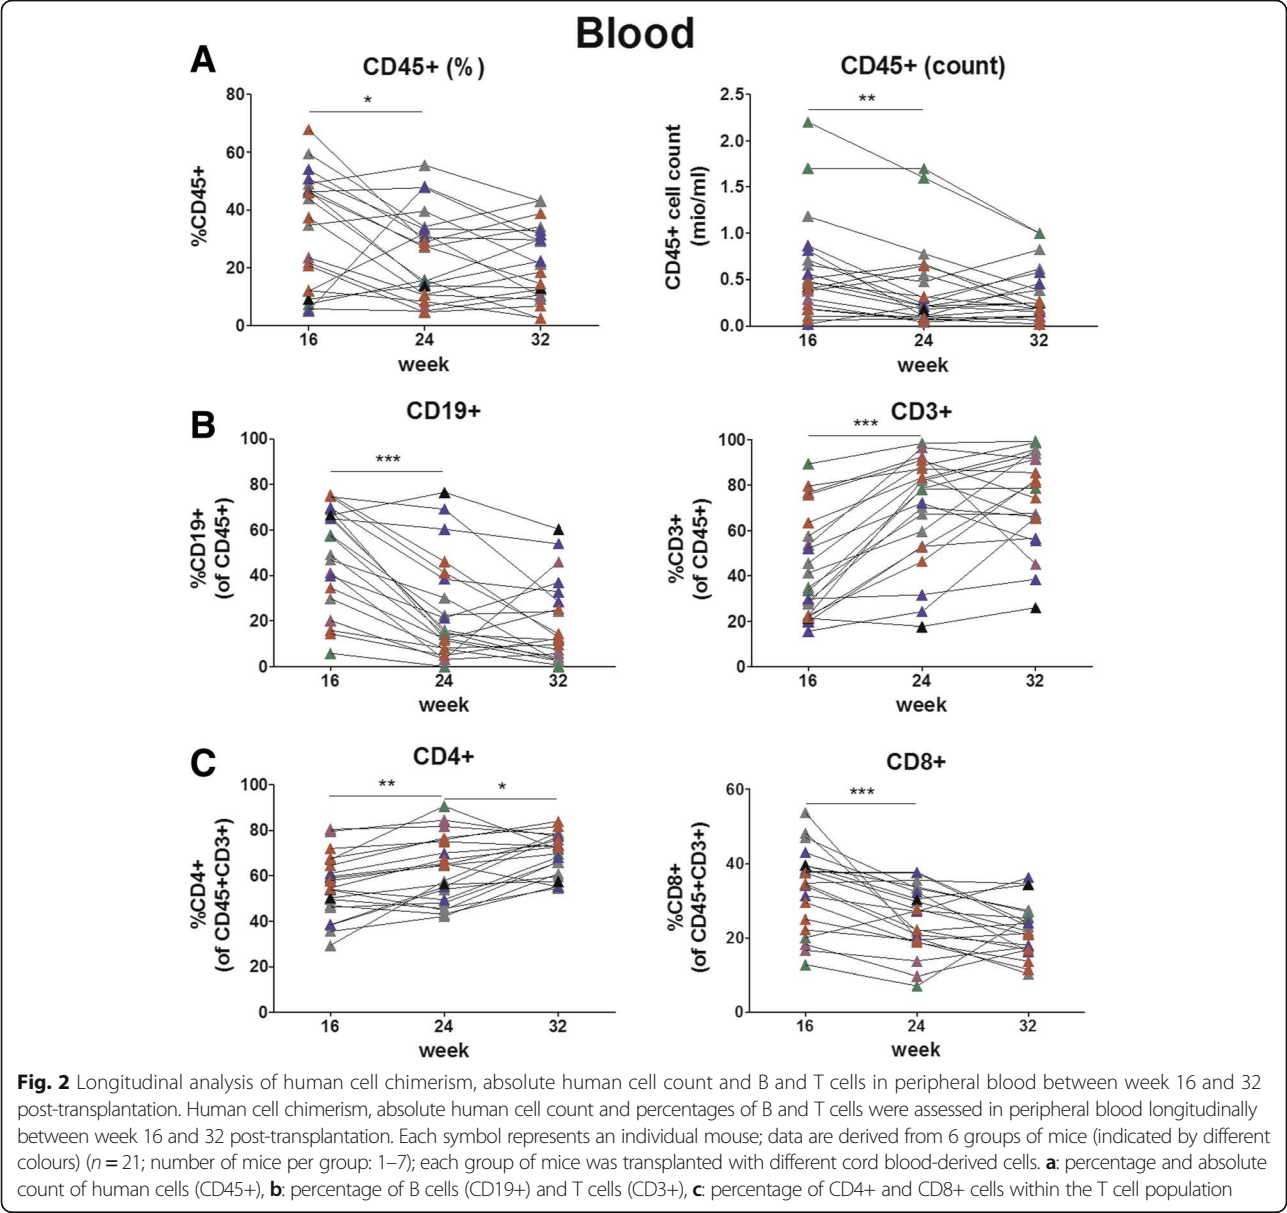 Blood
A
CD45+ (%)
80
60
40
20
0
%CD45+
*
16 24 32
week
CD45+ (count)
2.5
2.0
1.5
1.0
0.5
0.0
CD45+ cell count
(mio/ml)
**
16 24 32
week
B
CD19+
100
80
60
40
20
0
%CD19+
(of CD45+)
***
16 24 32
week
CD3+
100
80
60
40
20
0
%CD3+
(of CD45+)
***
16 24 32
week
C
CD4+
100
80
60
40
20
0
%CD4+
(of CD45+CD3+)
** *
16 24 32
week
CD8+
60
40
20
0
%CD8+
(of CD45+CD3+)
***
16 24 32
week
Fig. 2 Longitudinal analysis of human cell chimerism, absolute human cell count and B and T cells in peripheral blood between week 16 and 32
post-transplantation. Human cell chimerism, absolute human cell count and percentages of B and T cells were assessed in peripheral blood longitudinally
between week 16 and 32 post-transplantation. Each symbol represents an individual mouse; data are derived from 6 groups of mice (indicated by different
colours) (n = 21; number of mice per group: 1–7); each group of mice was transplanted with different cord blood-derived cells. a: percentage and absolute
count of human cells (CD45+), b: percentage of B cells (CD19+) and T cells (CD3+), c: percentage of CD4+ and CD8+ cells within the T cell population